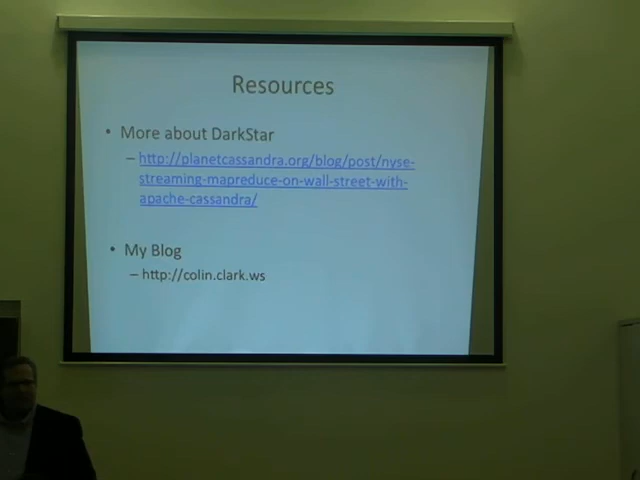 Resources
• More about DarkStar
– http://planetcassandra.org/blog/post/nyse-
streaming-mapreduce-on-wall-street-with-
apache-cassandra/
• My Blog
– http://colin.clark.ws